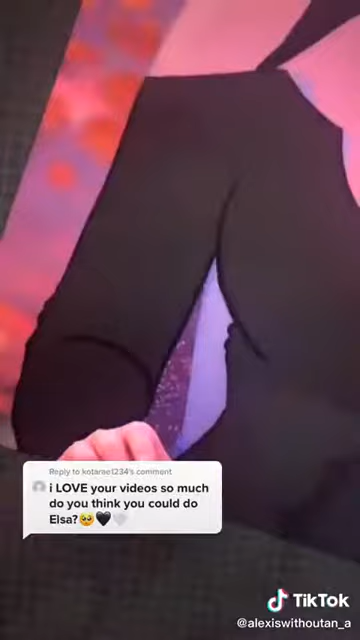 Reply to kotarae1234's comment
i LOVE your videos so much
do you think you could do
Elsa?🥺🖤🤍
TikTok
@alexiswithoutan_a